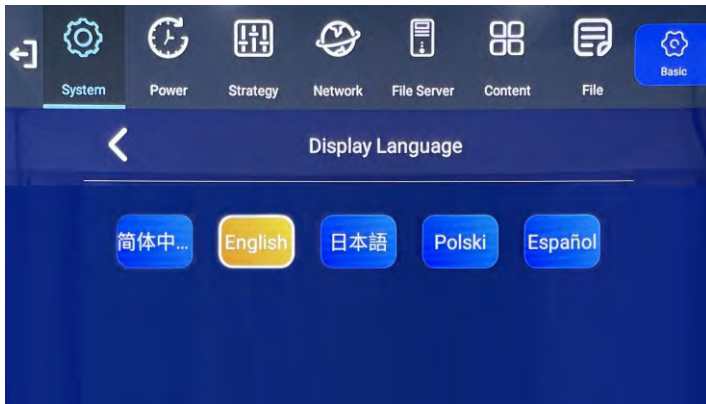 System
Power
Strategy
Network
File Server
Content
File
Basic
Display Language
简体中...
English
日本語
Polski
Español